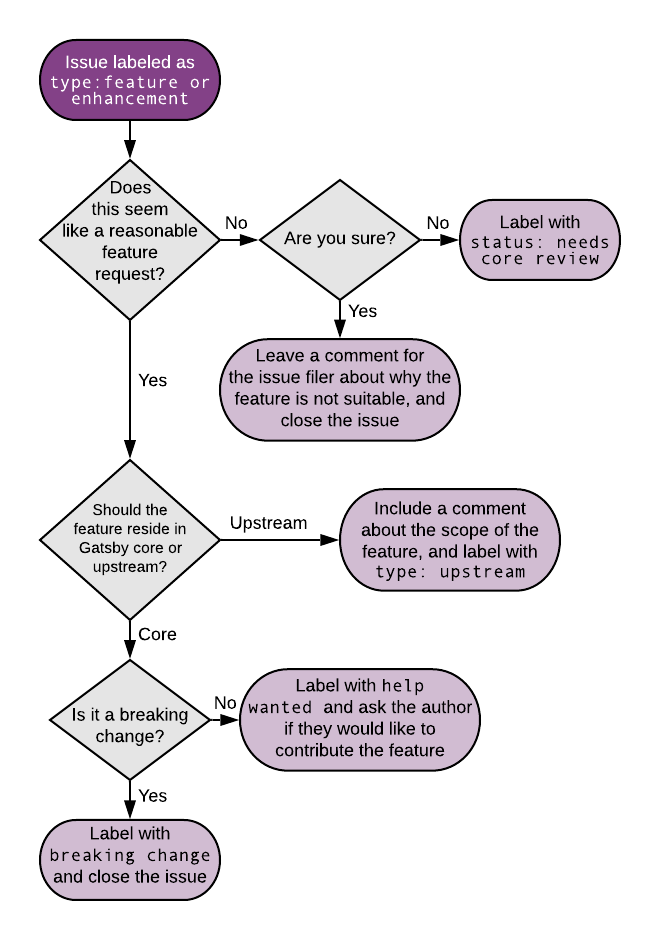 Issue labeled as
type:feature or
enhancement
Does
this seem
like a reasonable
feature
request?
No
Are you sure?
No
Label with
status: needs
core review
Yes
Leave a comment for
the issue filer about why the
feature is not suitable, and
close the issue
Yes
Should the
feature reside in
Gatsby core or
upstream?
Upstream
Include a comment
about the scope of the
feature, and label with
type: upstream
Core
Is it a breaking
change?
No
Label with help
wanted and ask the author
if they would like to
contribute the feature
Yes
Label with
breaking change
and close the issue